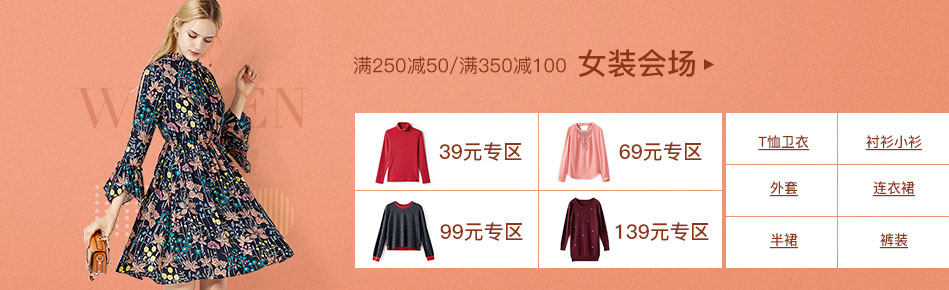 满250减50/满350减100 女装会场
WOMEN
39元专区
69元专区
99元专区
139元专区
T恤卫衣
衬衫小衫
外套
连衣裙
半裙
裤装